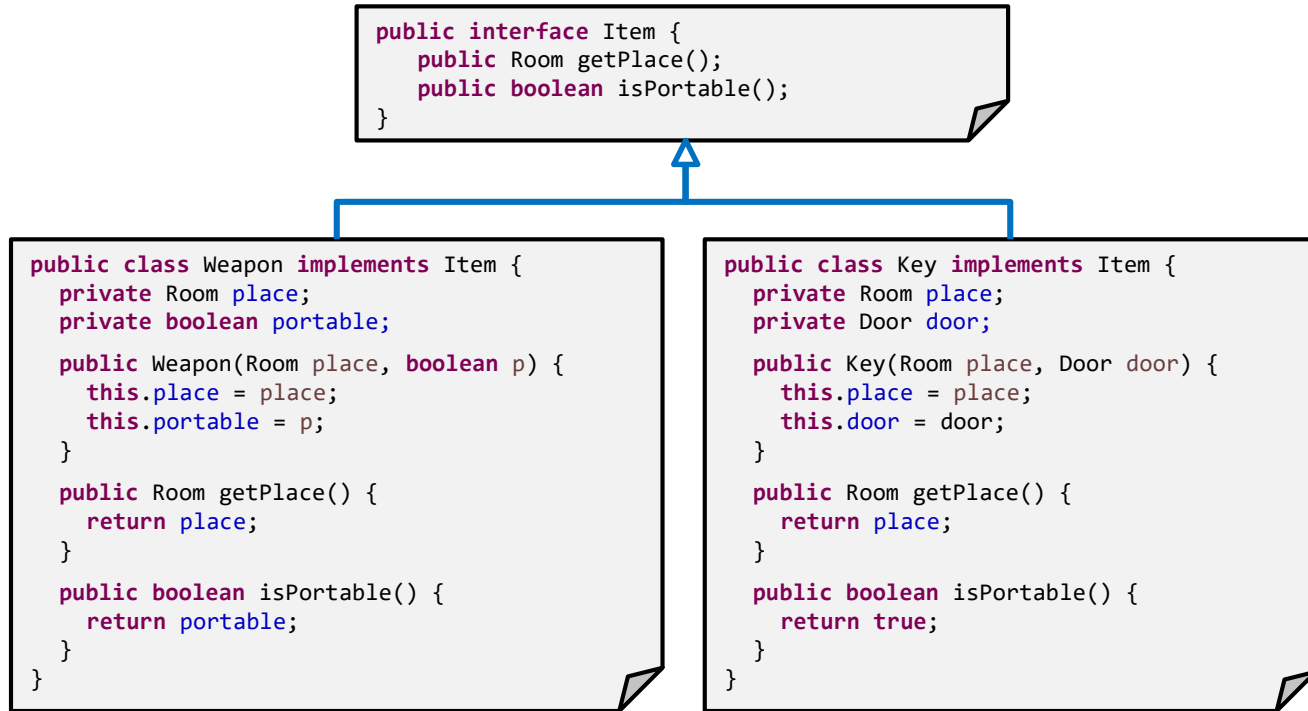 public interface Item {
public Room getPlace();
public boolean isPortable();
}
public class Weapon implements Item {
private Room place;
private boolean portable;
public Weapon(Room place, boolean p) {
this.place = place;
this.portable = p;
}
public Room getPlace() {
return place;
}
public boolean isPortable() {
return portable;
}
}
public class Key implements Item {
private Room place;
private Door door;
public Key(Room place, Door door) {
this.place = place;
this.door = door;
}
public Room getPlace() {
return place;
}
public boolean isPortable() {
return true;
}
}